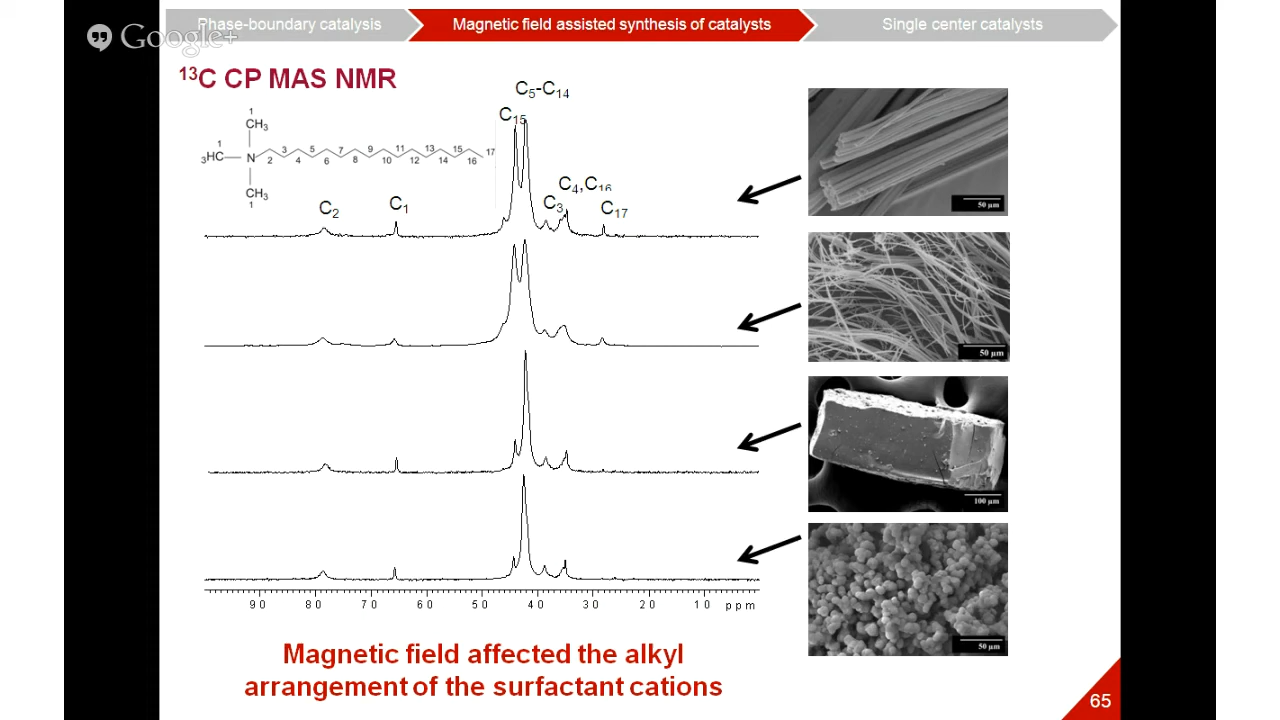 Phase-boundary catalysis
Magnetic field assisted synthesis of catalysts
Single center catalysts
Google+
¹³C CP MAS NMR
C₅-C₁₄
C₁₅
C₄,C₁₆
C₃
C₁₇
C₂
C₁
1
CH₃
1
₃HC
N
CH₃
1
2
3
4
5
6
7
8
9
10
11
12
13
14
15
16
17
50 µm
50 µm
100 µm
50 µm
90 80 70 60 50 40 30 20 10 ppm
Magnetic field affected the alkyl
arrangement of the surfactant cations
65